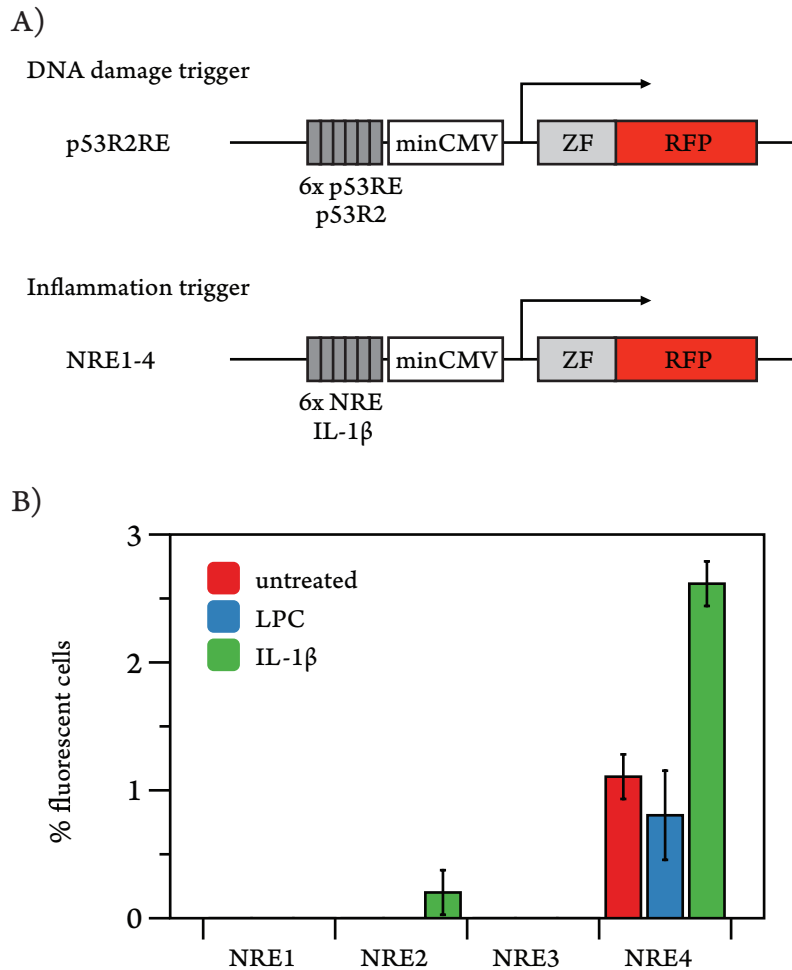 A)
DNA damage trigger
p53R2RE
minCMV
ZF
RFP
6x p53RE
p53R2
Inflammation trigger
NRE1-4
minCMV
ZF
RFP
6x NRE
IL-1β
B)
3
2
1
0
% fluorescent cells
untreated
LPC
IL-1β
NRE1
NRE2
NRE3
NRE4